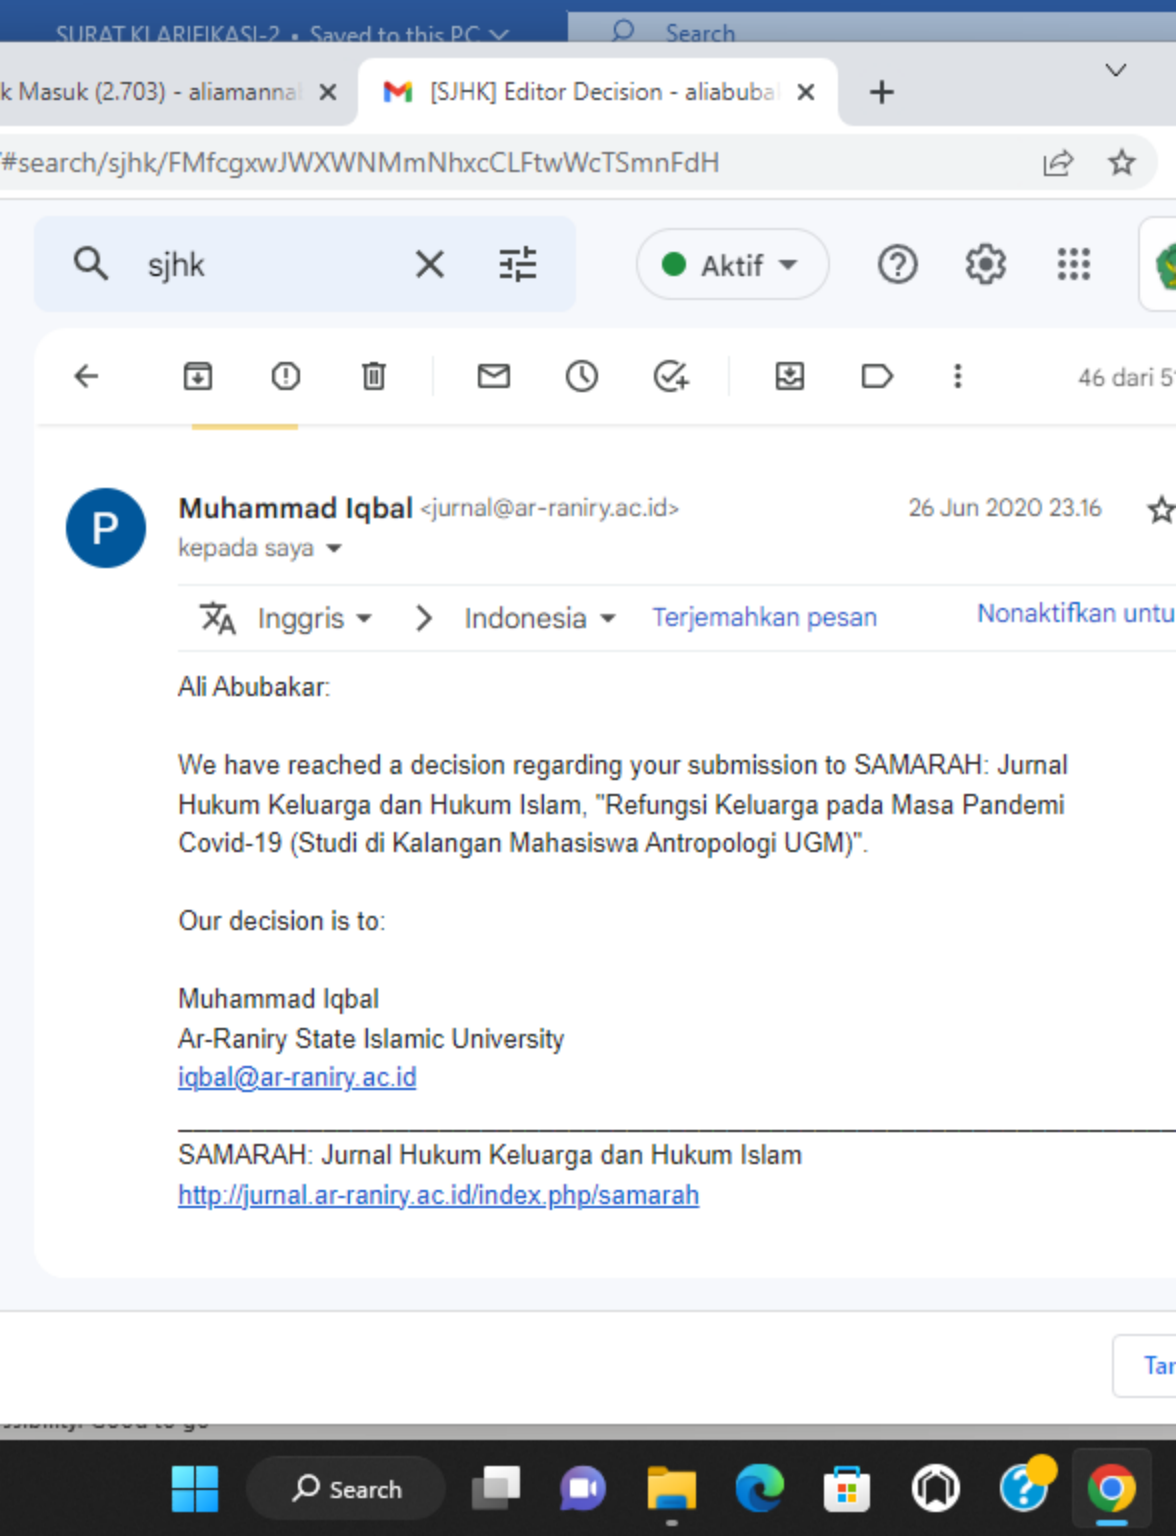 SURAT KLARIFIKASI-2 • Saved to this PC
Search
k Masuk (2.703) - aliamanna
[SJHK] Editor Decision - aliabuba
#search/sjhk/FMfcgxwJWXWNMmNhxcCLFtwWcTSmnFdH
sjhk
Aktif
46 dari 5
P
Muhammad Iqbal <jurnal@ar-raniry.ac.id>
26 Jun 2020 23.16
kepada saya
Inggris
Indonesia
Terjemahkan pesan
Nonaktifkan untu
Ali Abubakar:
We have reached a decision regarding your submission to SAMARAH: Jurnal
Hukum Keluarga dan Hukum Islam, "Refungsi Keluarga pada Masa Pandemi
Covid-19 (Studi di Kalangan Mahasiswa Antropologi UGM)".
Our decision is to:
Muhammad Iqbal
Ar-Raniry State Islamic University
iqbal@ar-raniry.ac.id
SAMARAH: Jurnal Hukum Keluarga dan Hukum Islam
http://jurnal.ar-raniry.ac.id/index.php/samarah
Tar
Good to go
Search